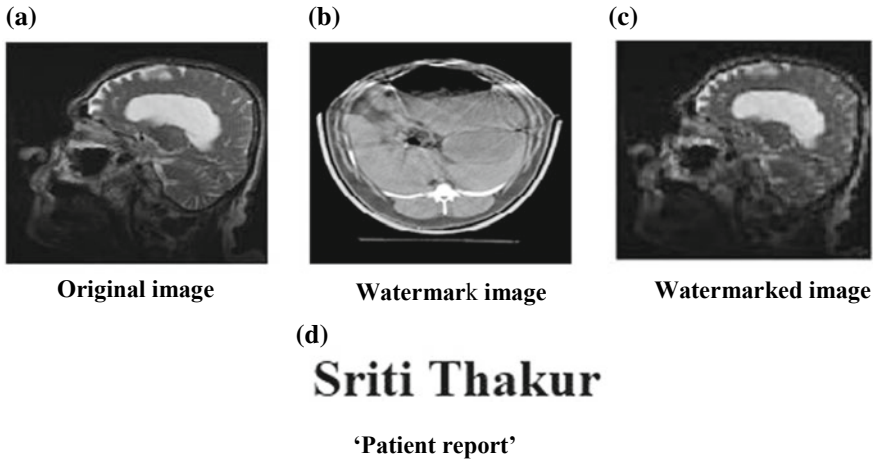 (a) (b) (c)
Original image Watermark image Watermarked image
(d)
Sriti Thakur
‘Patient report’